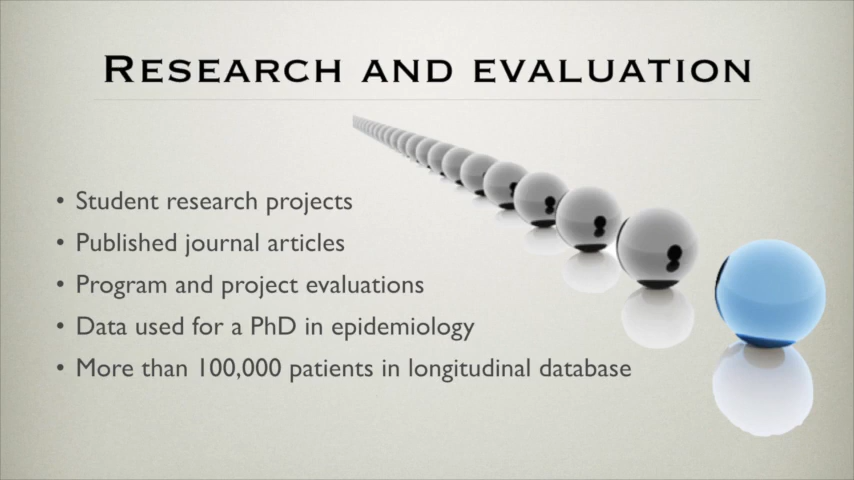 Research and evaluation
• Student research projects
• Published journal articles
• Program and project evaluations
• Data used for a PhD in epidemiology
• More than 100,000 patients in longitudinal database